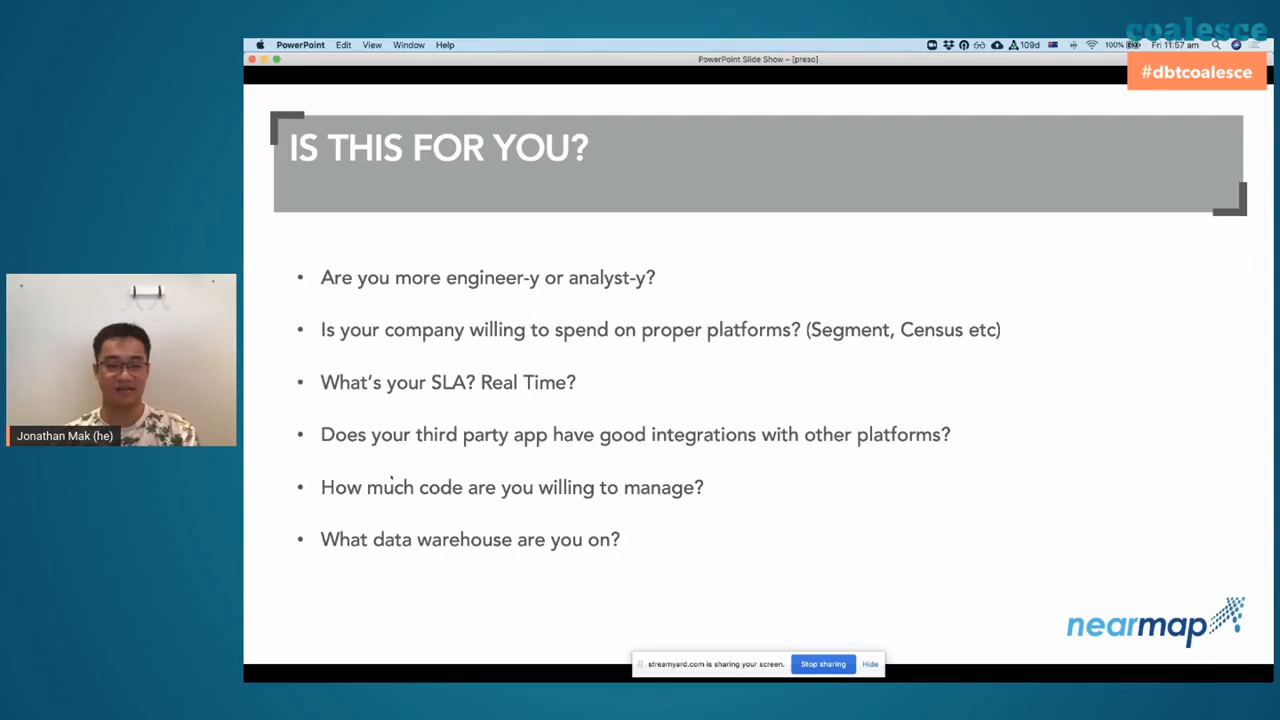 coalesce
#dbtcoalesce
PowerPoint Edit View Window Help
109d 100% Fri 11:57 am
PowerPoint Slide Show – [preso]
IS THIS FOR YOU?
• Are you more engineer-y or analyst-y?
• Is your company willing to spend on proper platforms? (Segment, Census etc)
• What's your SLA? Real Time?
• Does your third party app have good integrations with other platforms?
• How much code are you willing to manage?
• What data warehouse are you on?
Jonathan Mak (he)
nearmap
streamyard.com is sharing your screen. Stop sharing Hide